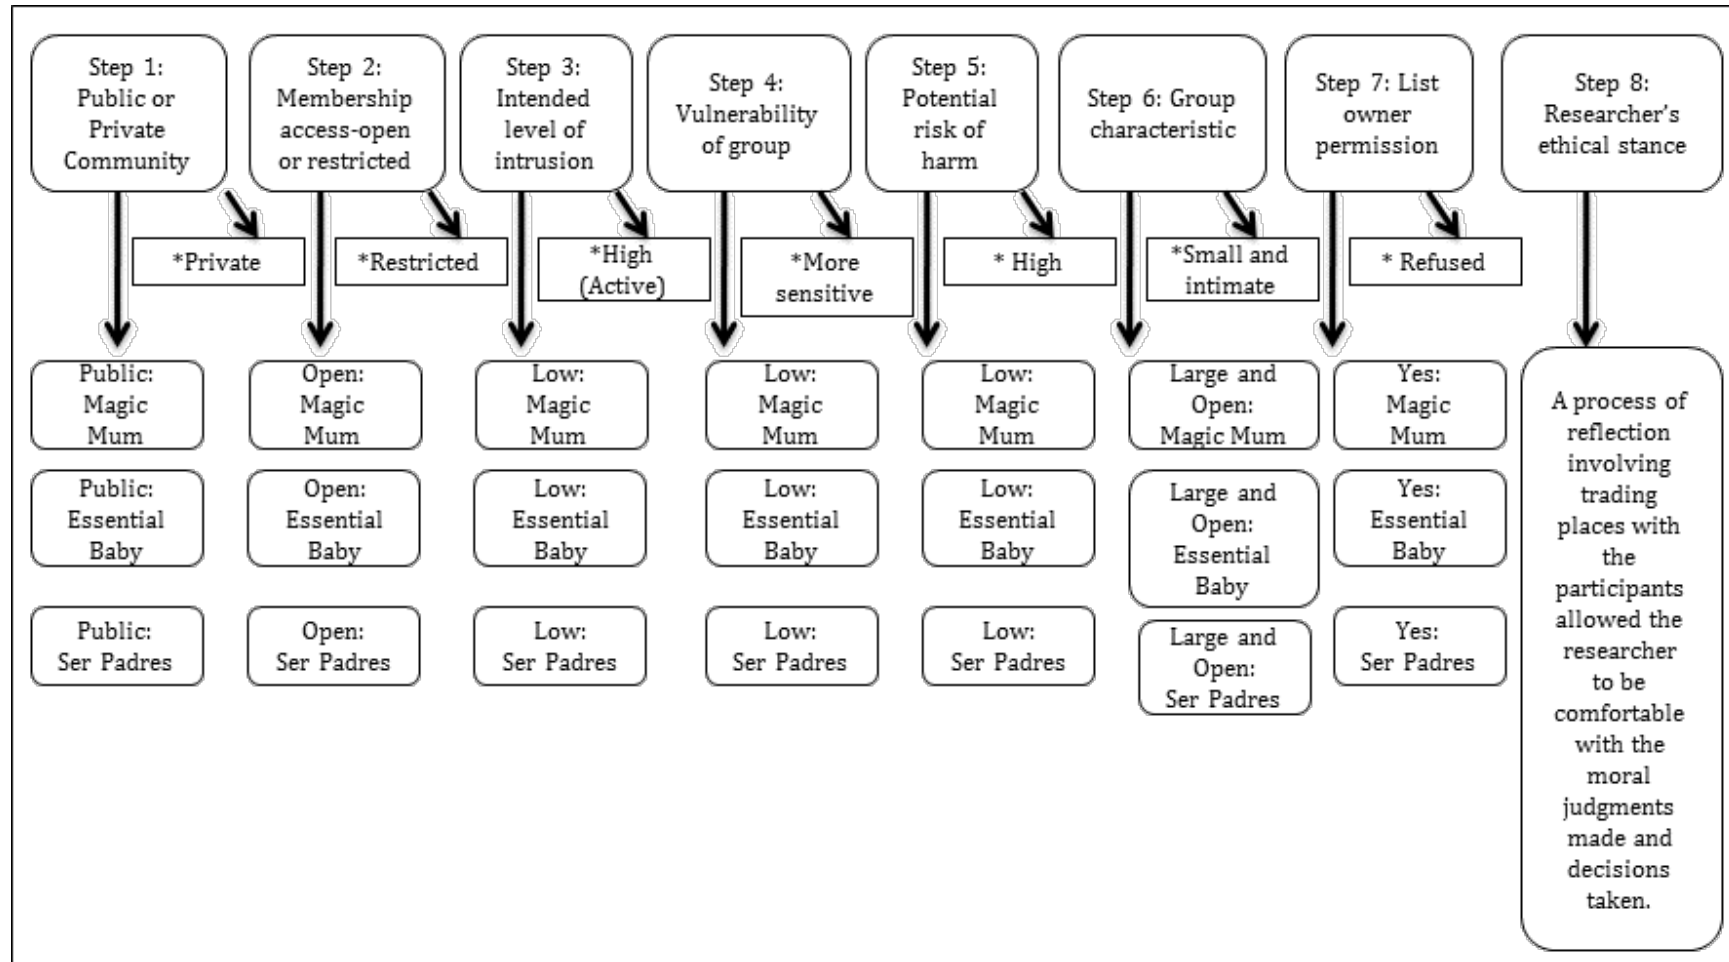 Step 1:
Public or
Private
Community
Step 2:
Membership
access-open
or restricted
Step 3:
Intended
level of
intrusion
Step 4:
Vulnerability
of group
Step 5:
Potential
risk of
harm
Step 6: Group
characteristic
Step 7: List
owner
permission
Step 8:
Researcher's
ethical stance
*Private
*Restricted
*High
(Active)
*More
sensitive
* High
*Small and
intimate
* Refused
Public:
Magic
Mum
Open:
Magic
Mum
Low:
Magic
Mum
Low:
Magic
Mum
Low:
Magic
Mum
Large and
Open:
Magic Mum
Yes:
Magic
Mum
Public:
Essential
Baby
Open:
Essential
Baby
Low:
Essential
Baby
Low:
Essential
Baby
Low:
Essential
Baby
Large and
Open:
Essential
Baby
Yes:
Essential
Baby
Public:
Ser Padres
Open:
Ser Padres
Low:
Ser Padres
Low:
Ser Padres
Low:
Ser Padres
Large and
Open:
Ser Padres
Yes:
Ser Padres
A process of
reflection
involving
trading
places with
the
participants
allowed the
researcher
to be
comfortable
with the
moral
judgments
made and
decisions
taken.